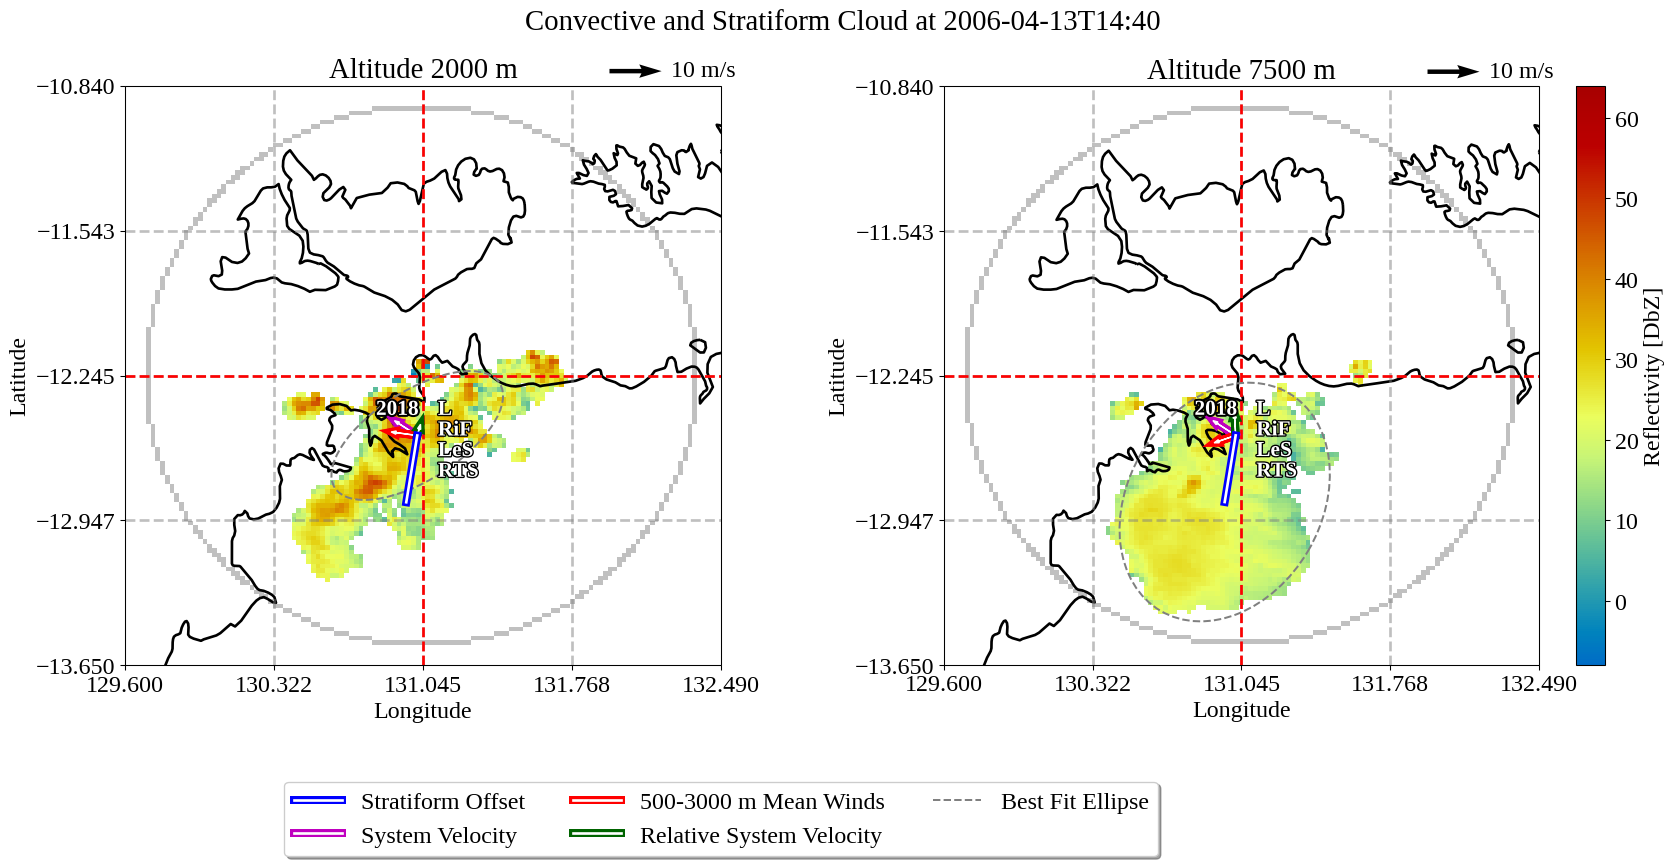 Convective and Stratiform Cloud at 2006-04-13T14:40
Altitude 2000 m
10 m/s
Altitude 7500 m
10 m/s
−10.840
−11.543
−12.245
−12.947
−13.650
Latitude
129.600
130.322
131.045
131.768
132.490
Longitude
2018
L
RiF
LeS
RTS
−10.840
−11.543
−12.245
−12.947
−13.650
Latitude
129.600
130.322
131.045
131.768
132.490
Longitude
2018
L
RiF
LeS
RTS
60
50
40
30
20
10
0
Reflectivity [DbZ]
Stratiform Offset
System Velocity
500-3000 m Mean Winds
Relative System Velocity
Best Fit Ellipse